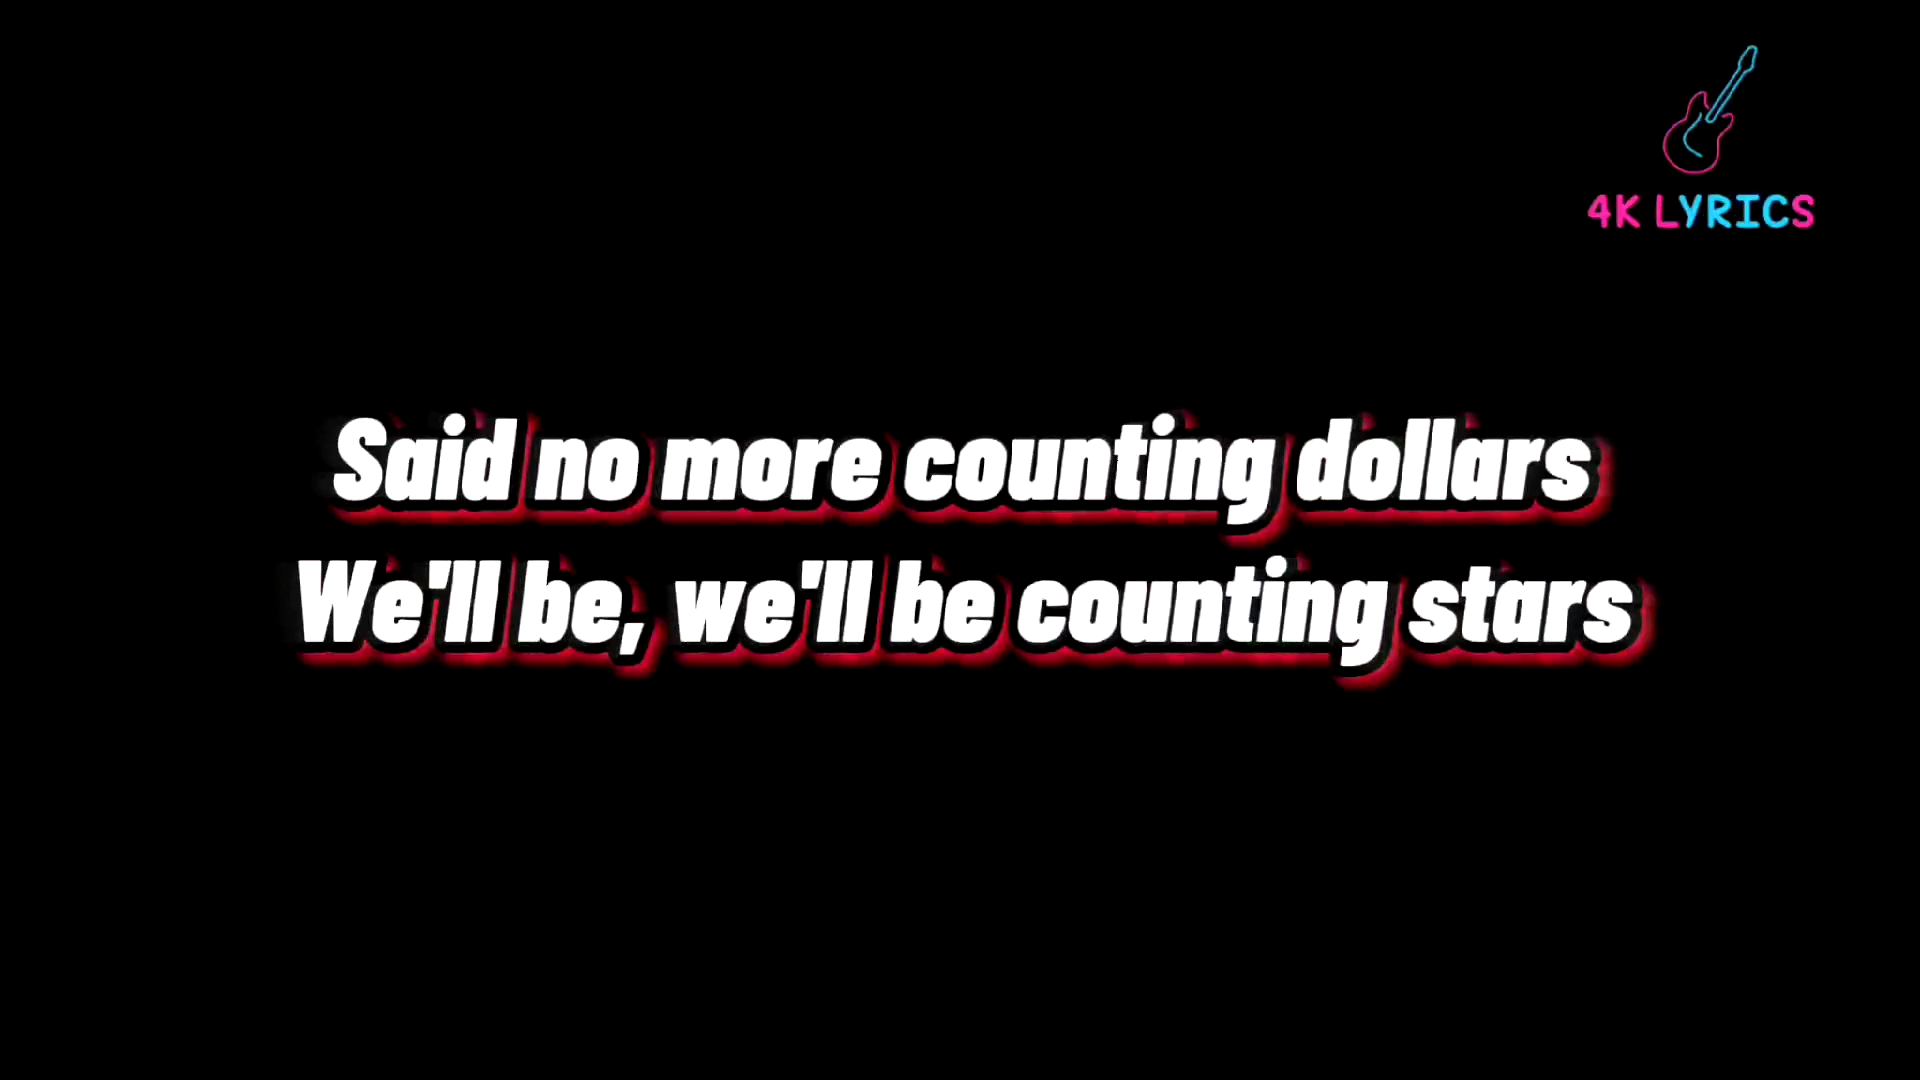 4K LYRICS
Said no more counting dollars
We'll be, we'll be counting stars